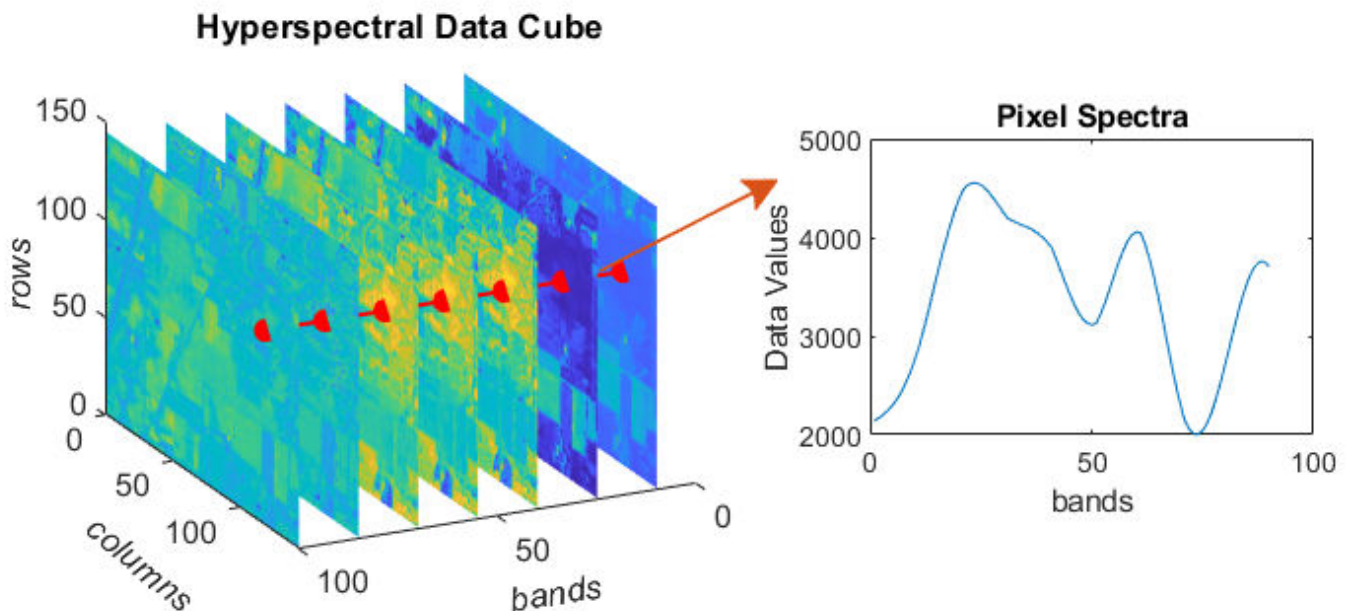 Hyperspectral Data Cube
150
100
50
0
rows
0
50
100
columns
100
50
0
bands
Pixel Spectra
5000
4000
3000
2000
Data Values
0
50
100
bands